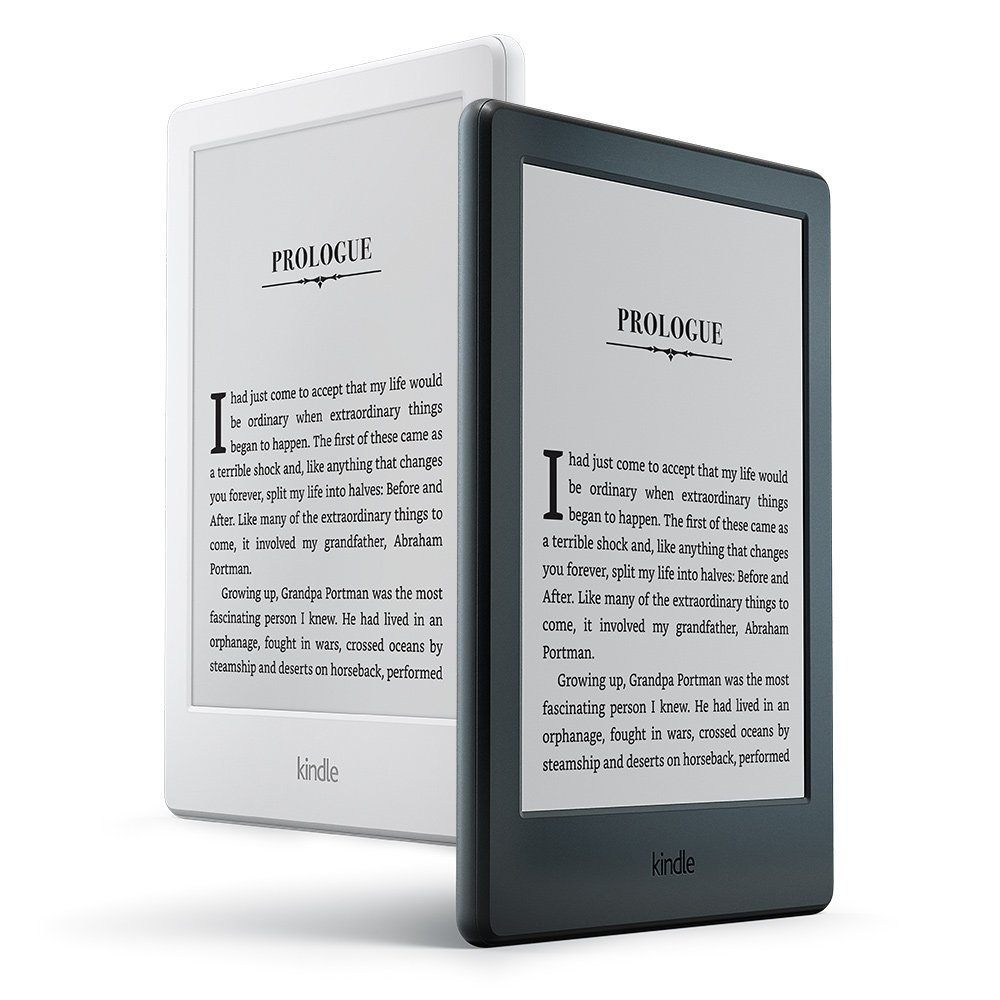 PROLOGUE
I had just come to accept that my life would
be ordinary when extraordinary things
began to happen. The first of these came as
a terrible shock and, like anything that changes
you forever, split my life into halves: Before and
After. Like many of the extraordinary things to
come, it involved my grandfather, Abraham
Portman.
Growing up, Grandpa Portman was the most
fascinating person I knew. He had lived in an
orphanage, fought in wars, crossed oceans by
steamship and deserts on horseback, performed
kindle
PROLOGUE
I had just come to accept that my life would
be ordinary when extraordinary things
began to happen. The first of these came as
a terrible shock and, like anything that changes
you forever, split my life into halves: Before and
After. Like many of the extraordinary things to
come, it involved my grandfather, Abraham
Portman.
Growing up, Grandpa Portman was the most
fascinating person I knew. He had lived in an
orphanage, fought in wars, crossed oceans by
steamship and deserts on horseback, performed
kindle